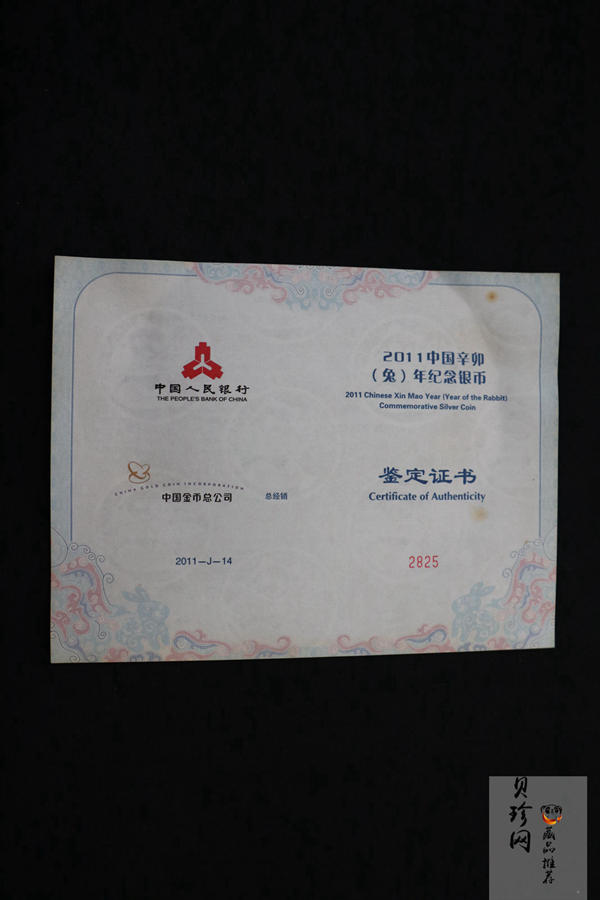 中国人民银行
THE PEOPLE'S BANK OF CHINA
2011中国辛卯
（兔）年纪念银币
2011 Chinese Xin Mao Year (Year of the Rabbit)
Commemorative Silver Coin
CHINA GOLD COIN INCORPORATION
中国金币总公司 总经销
鉴定证书
Certificate of Authenticity
2011—J—14
2825
贝珍网
藏品推荐